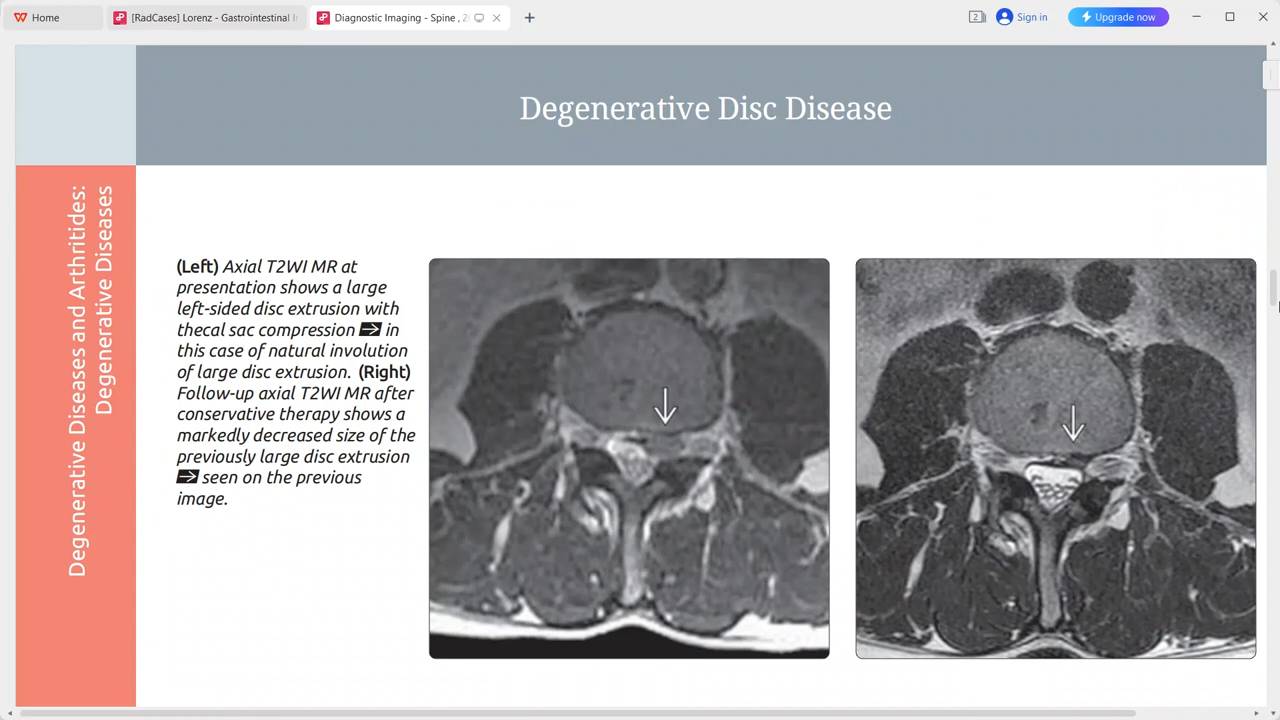 Home
[RadCases] Lorenz - Gastrointestinal I
Diagnostic Imaging - Spine , 2
2
Sign in
Upgrade now
Degenerative Disc Disease
Degenerative Diseases and Arthritides:
Degenerative Diseases
(Left) Axial T2WI MR at
presentation shows a large
left-sided disc extrusion with
thecal sac compression ➡ in
this case of natural involution
of large disc extrusion. (Right)
Follow-up axial T2WI MR after
conservative therapy shows a
markedly decreased size of the
previously large disc extrusion
➡ seen on the previous
image.